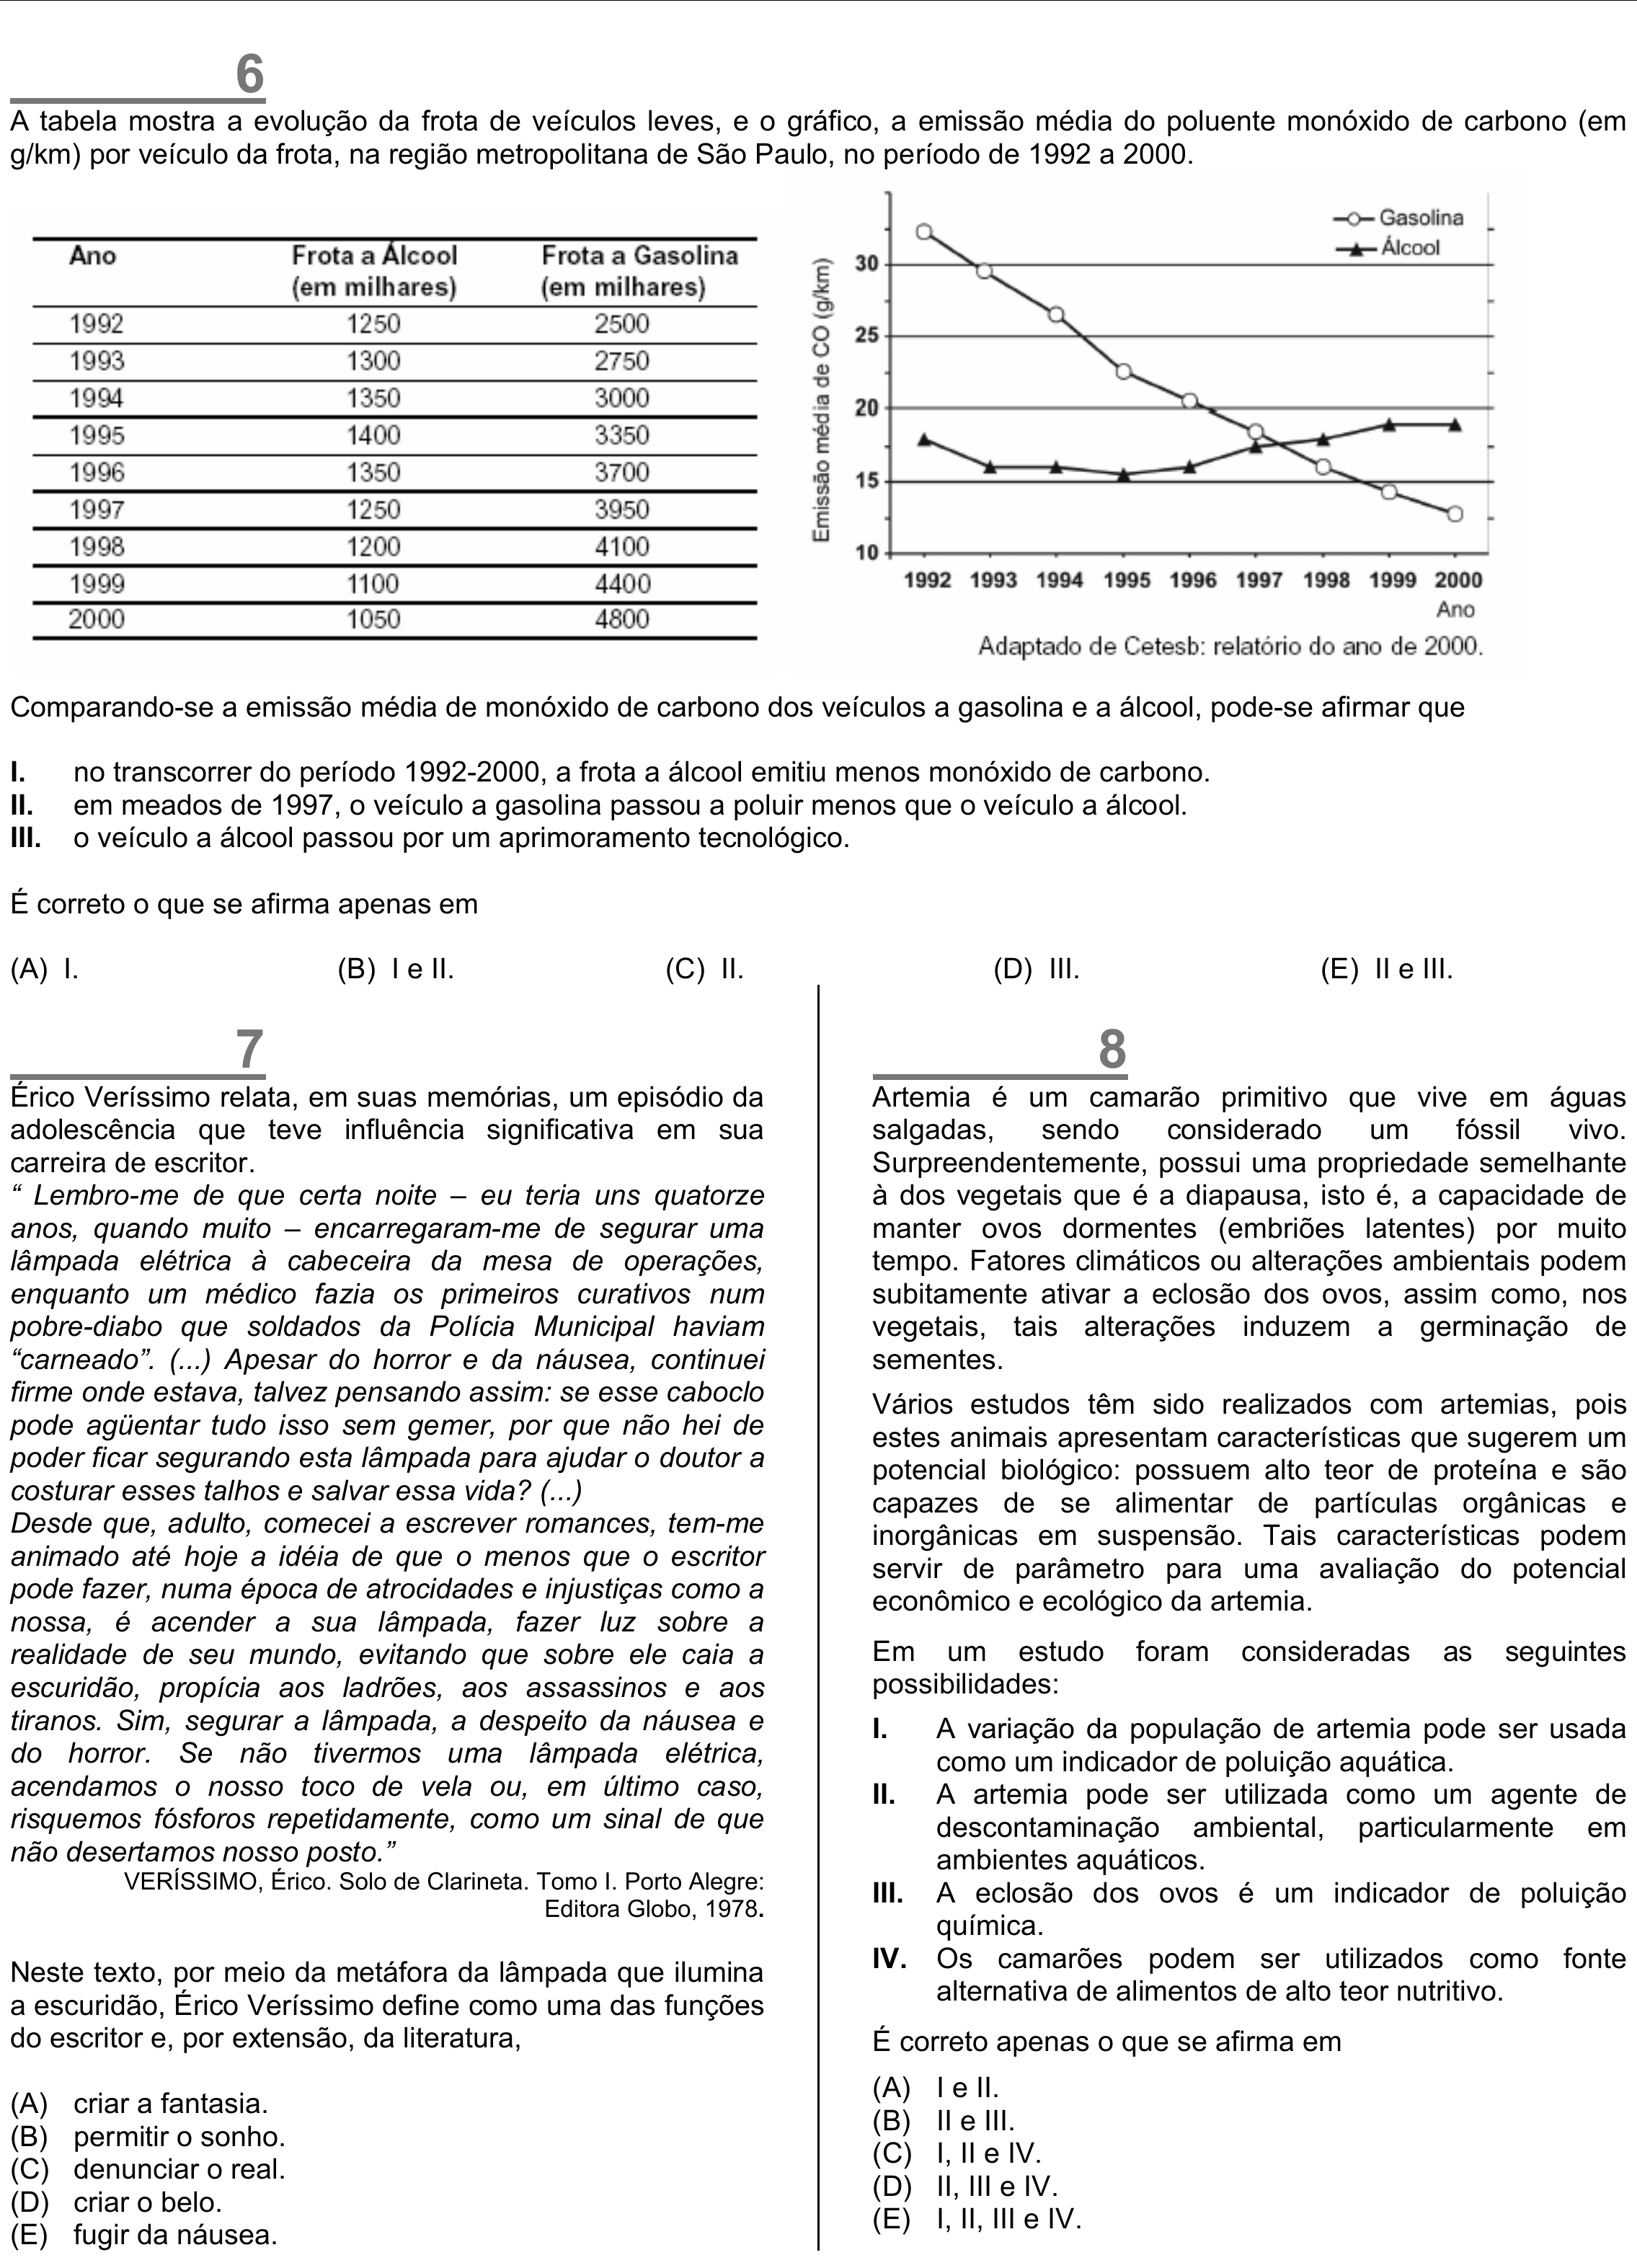 6
A tabela mostra a evolução da frota de veículos leves, e o gráfico, a emissão média do poluente monóxido de carbono (em
g/km) por veículo da frota, na região metropolitana de São Paulo, no período de 1992 a 2000.
Ano Frota a Álcool (em milhares) Frota a Gasolina (em milhares)
1992 1250 2500
1993 1300 2750
1994 1350 3000
1995 1400 3350
1996 1350 3700
1997 1250 3950
1998 1200 4100
1999 1100 4400
2000 1050 4800
Gasolina
Álcool
Emissão média de CO (g/km)
30
25
20
15
10
1992 1993 1994 1995 1996 1997 1998 1999 2000
Ano
Adaptado de Cetesb: relatório do ano de 2000.
Comparando-se a emissão média de monóxido de carbono dos veículos a gasolina e a álcool, pode-se afirmar que
I. no transcorrer do período 1992-2000, a frota a álcool emitiu menos monóxido de carbono.
II. em meados de 1997, o veículo a gasolina passou a poluir menos que o veículo a álcool.
III. o veículo a álcool passou por um aprimoramento tecnológico.
É correto o que se afirma apenas em
(A) I. (B) I e II. (C) II. (D) III. (E) II e III.
7
Érico Veríssimo relata, em suas memórias, um episódio da
adolescência que teve influência significativa em sua
carreira de escritor.
“ Lembro-me de que certa noite – eu teria uns quatorze
anos, quando muito – encarregaram-me de segurar uma
lâmpada elétrica à cabeceira da mesa de operações,
enquanto um médico fazia os primeiros curativos num
pobre-diabo que soldados da Polícia Municipal haviam
“carneado”. (...) Apesar do horror e da náusea, continuei
firme onde estava, talvez pensando assim: se esse caboclo
pode agüentar tudo isso sem gemer, por que não hei de
poder ficar segurando esta lâmpada para ajudar o doutor a
costurar esses talhos e salvar essa vida? (...)
Desde que, adulto, comecei a escrever romances, tem-me
animado até hoje a idéia de que o menos que o escritor
pode fazer, numa época de atrocidades e injustiças como a
nossa, é acender a sua lâmpada, fazer luz sobre a
realidade de seu mundo, evitando que sobre ele caia a
escuridão, propícia aos ladrões, aos assassinos e aos
tiranos. Sim, segurar a lâmpada, a despeito da náusea e
do horror. Se não tivermos uma lâmpada elétrica,
acendamos o nosso toco de vela ou, em último caso,
risquemos fósforos repetidamente, como um sinal de que
não desertamos nosso posto.”
VERÍSSIMO, Érico. Solo de Clarineta. Tomo I. Porto Alegre:
Editora Globo, 1978.
Neste texto, por meio da metáfora da lâmpada que ilumina
a escuridão, Érico Veríssimo define como uma das funções
do escritor e, por extensão, da literatura,
(A) criar a fantasia.
(B) permitir o sonho.
(C) denunciar o real.
(D) criar o belo.
(E) fugir da náusea.
8
Artemia é um camarão primitivo que vive em águas
salgadas, sendo considerado um fóssil vivo.
Surpreendentemente, possui uma propriedade semelhante
à dos vegetais que é a diapausa, isto é, a capacidade de
manter ovos dormentes (embriões latentes) por muito
tempo. Fatores climáticos ou alterações ambientais podem
subitamente ativar a eclosão dos ovos, assim como, nos
vegetais, tais alterações induzem a germinação de
sementes.
Vários estudos têm sido realizados com artemias, pois
estes animais apresentam características que sugerem um
potencial biológico: possuem alto teor de proteína e são
capazes de se alimentar de partículas orgânicas e
inorgânicas em suspensão. Tais características podem
servir de parâmetro para uma avaliação do potencial
econômico e ecológico da artemia.
Em um estudo foram consideradas as seguintes
possibilidades:
I. A variação da população de artemia pode ser usada
como um indicador de poluição aquática.
II. A artemia pode ser utilizada como um agente de
descontaminação ambiental, particularmente em
ambientes aquáticos.
III. A eclosão dos ovos é um indicador de poluição
química.
IV. Os camarões podem ser utilizados como fonte
alternativa de alimentos de alto teor nutritivo.
É correto apenas o que se afirma em
(A) I e II.
(B) II e III.
(C) I, II e IV.
(D) II, III e IV.
(E) I, II, III e IV.